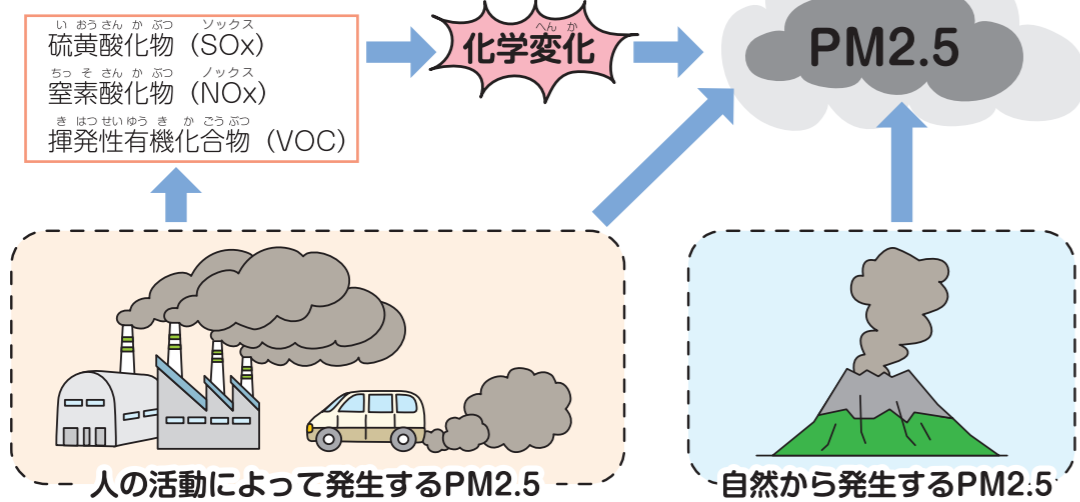 い おう さん か ぶつ ソックス
硫黄酸化物（SOx）
ちっ そ さん か ぶつ ノックス
窒素酸化物（NOx）
き はつ せい ゆう き か ごう ぶつ
揮発性有機化合物（VOC）
へん か
化学変化
PM2.5
人の活動によって発生するPM2.5
自然から発生するPM2.5